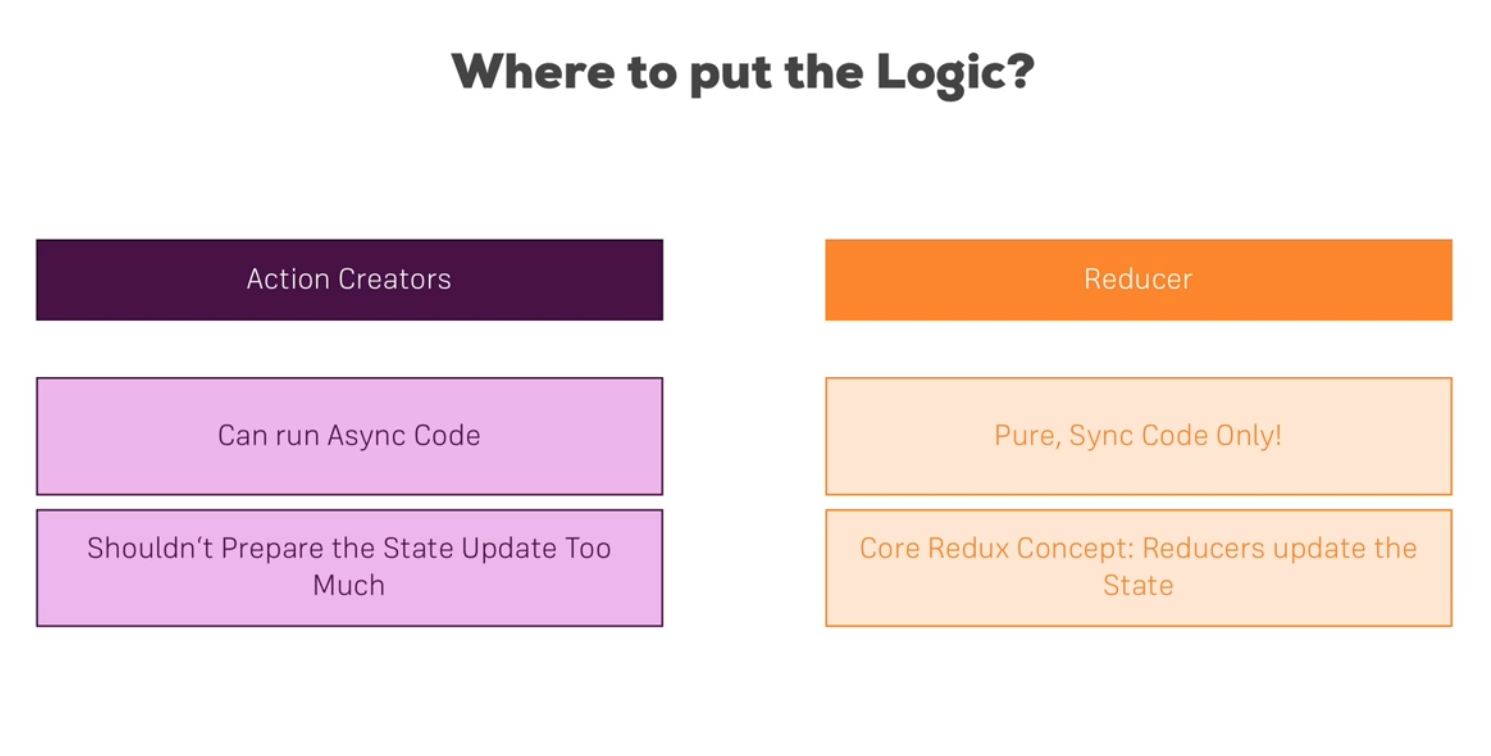 Where to put the Logic?
Action Creators
Reducer
Can run Async Code
Pure, Sync Code Only!
Shouldn't Prepare the State Update Too
Much
Core Redux Concept: Reducers update the
State